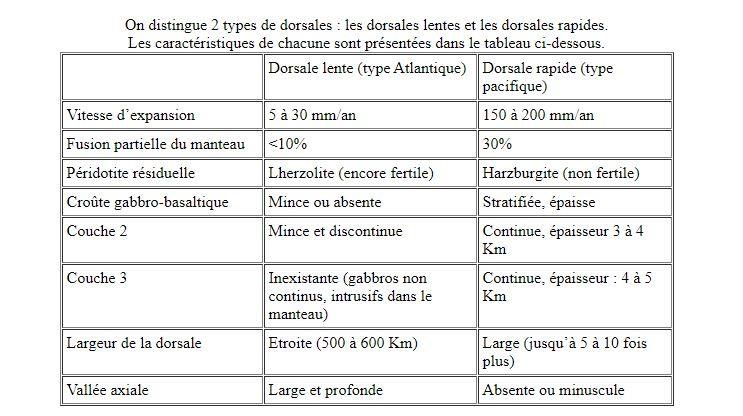 On distingue 2 types de dorsales : les dorsales lentes et les dorsales rapides.
Les caractéristiques de chacune sont présentées dans le tableau ci-dessous.
Dorsale lente (type Atlantique)
Dorsale rapide (type
pacifique)
Vitesse d’expansion
5 à 30 mm/an
150 à 200 mm/an
Fusion partielle du manteau
<10%
30%
Péridotite résiduelle
Lherzolite (encore fertile)
Harzburgite (non fertile)
Croûte gabbro-basaltique
Mince ou absente
Stratifiée, épaisse
Couche 2
Mince et discontinue
Continue, épaisseur 3 à 4
Km
Couche 3
Inexistante (gabbros non
continus, intrusifs dans le
manteau)
Continue, épaisseur : 4 à 5
Km
Largeur de la dorsale
Etroite (500 à 600 Km)
Large (jusqu’à 5 à 10 fois
plus)
Vallée axiale
Large et profonde
Absente ou minuscule